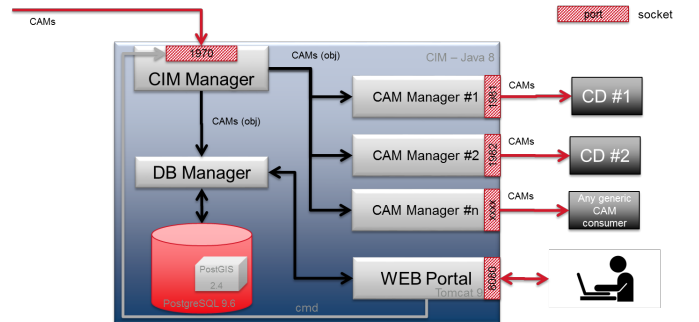 port
socket
CAMs
1970
CIM Manager
CAMs (obj)
CIM – Java 8
CAMs (obj)
CAM Manager #1
1981
CAMs
CD #1
CAM Manager #2
1982
CAMs
CD #2
CAM Manager #n
xxxx
CAMs
Any generic
CAM
consumer
DB Manager
PostGIS
2.4
PostgreSQL 9.6
WEB Portal
8080
Tomcat 9
cmd